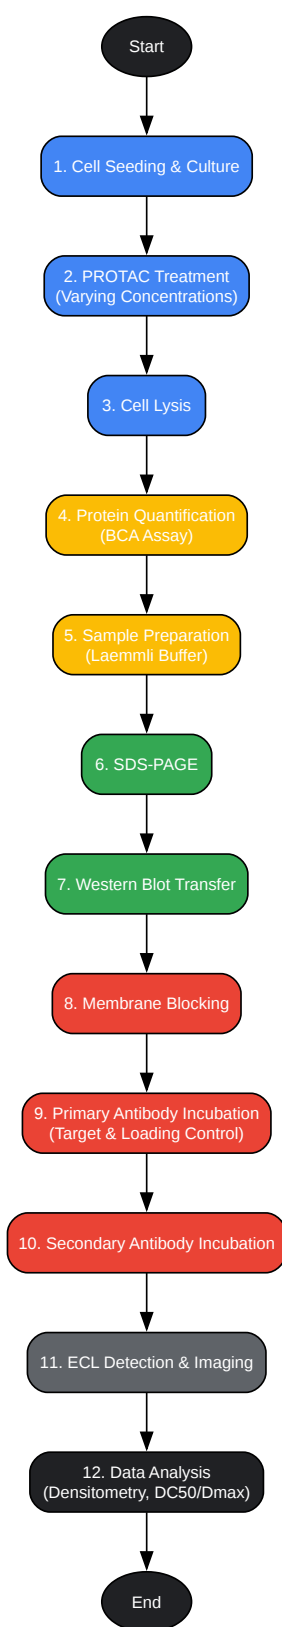 Start
1. Cell Seeding & Culture
2. PROTAC Treatment
(Varying Concentrations)
3. Cell Lysis
4. Protein Quantification
(BCA Assay)
5. Sample Preparation
(Laemmli Buffer)
6. SDS-PAGE
7. Western Blot Transfer
8. Membrane Blocking
9. Primary Antibody Incubation
(Target & Loading Control)
10. Secondary Antibody Incubation
11. ECL Detection & Imaging
12. Data Analysis
(Densitometry, DC50/Dmax)
End